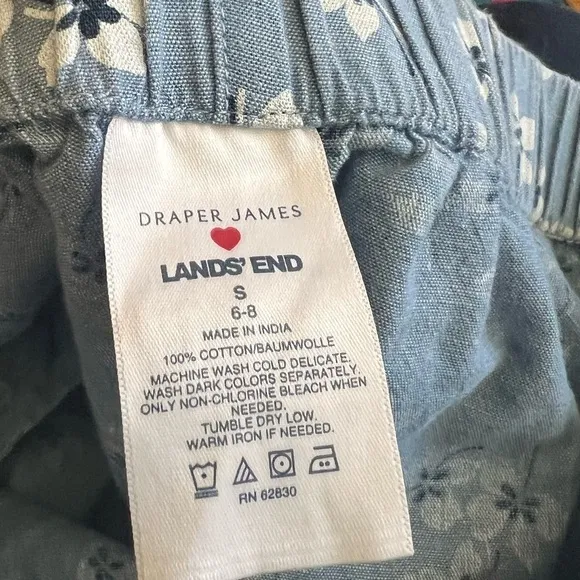 DRAPER JAMES
LANDS' END
S
6-8
MADE IN INDIA
100% COTTON/BAUMWOLLE
MACHINE WASH COLD DELICATE.
WASH DARK COLORS SEPARATELY.
ONLY NON-CHLORINE BLEACH WHEN
NEEDED.
TUMBLE DRY LOW.
WARM IRON IF NEEDED.
RN 62830